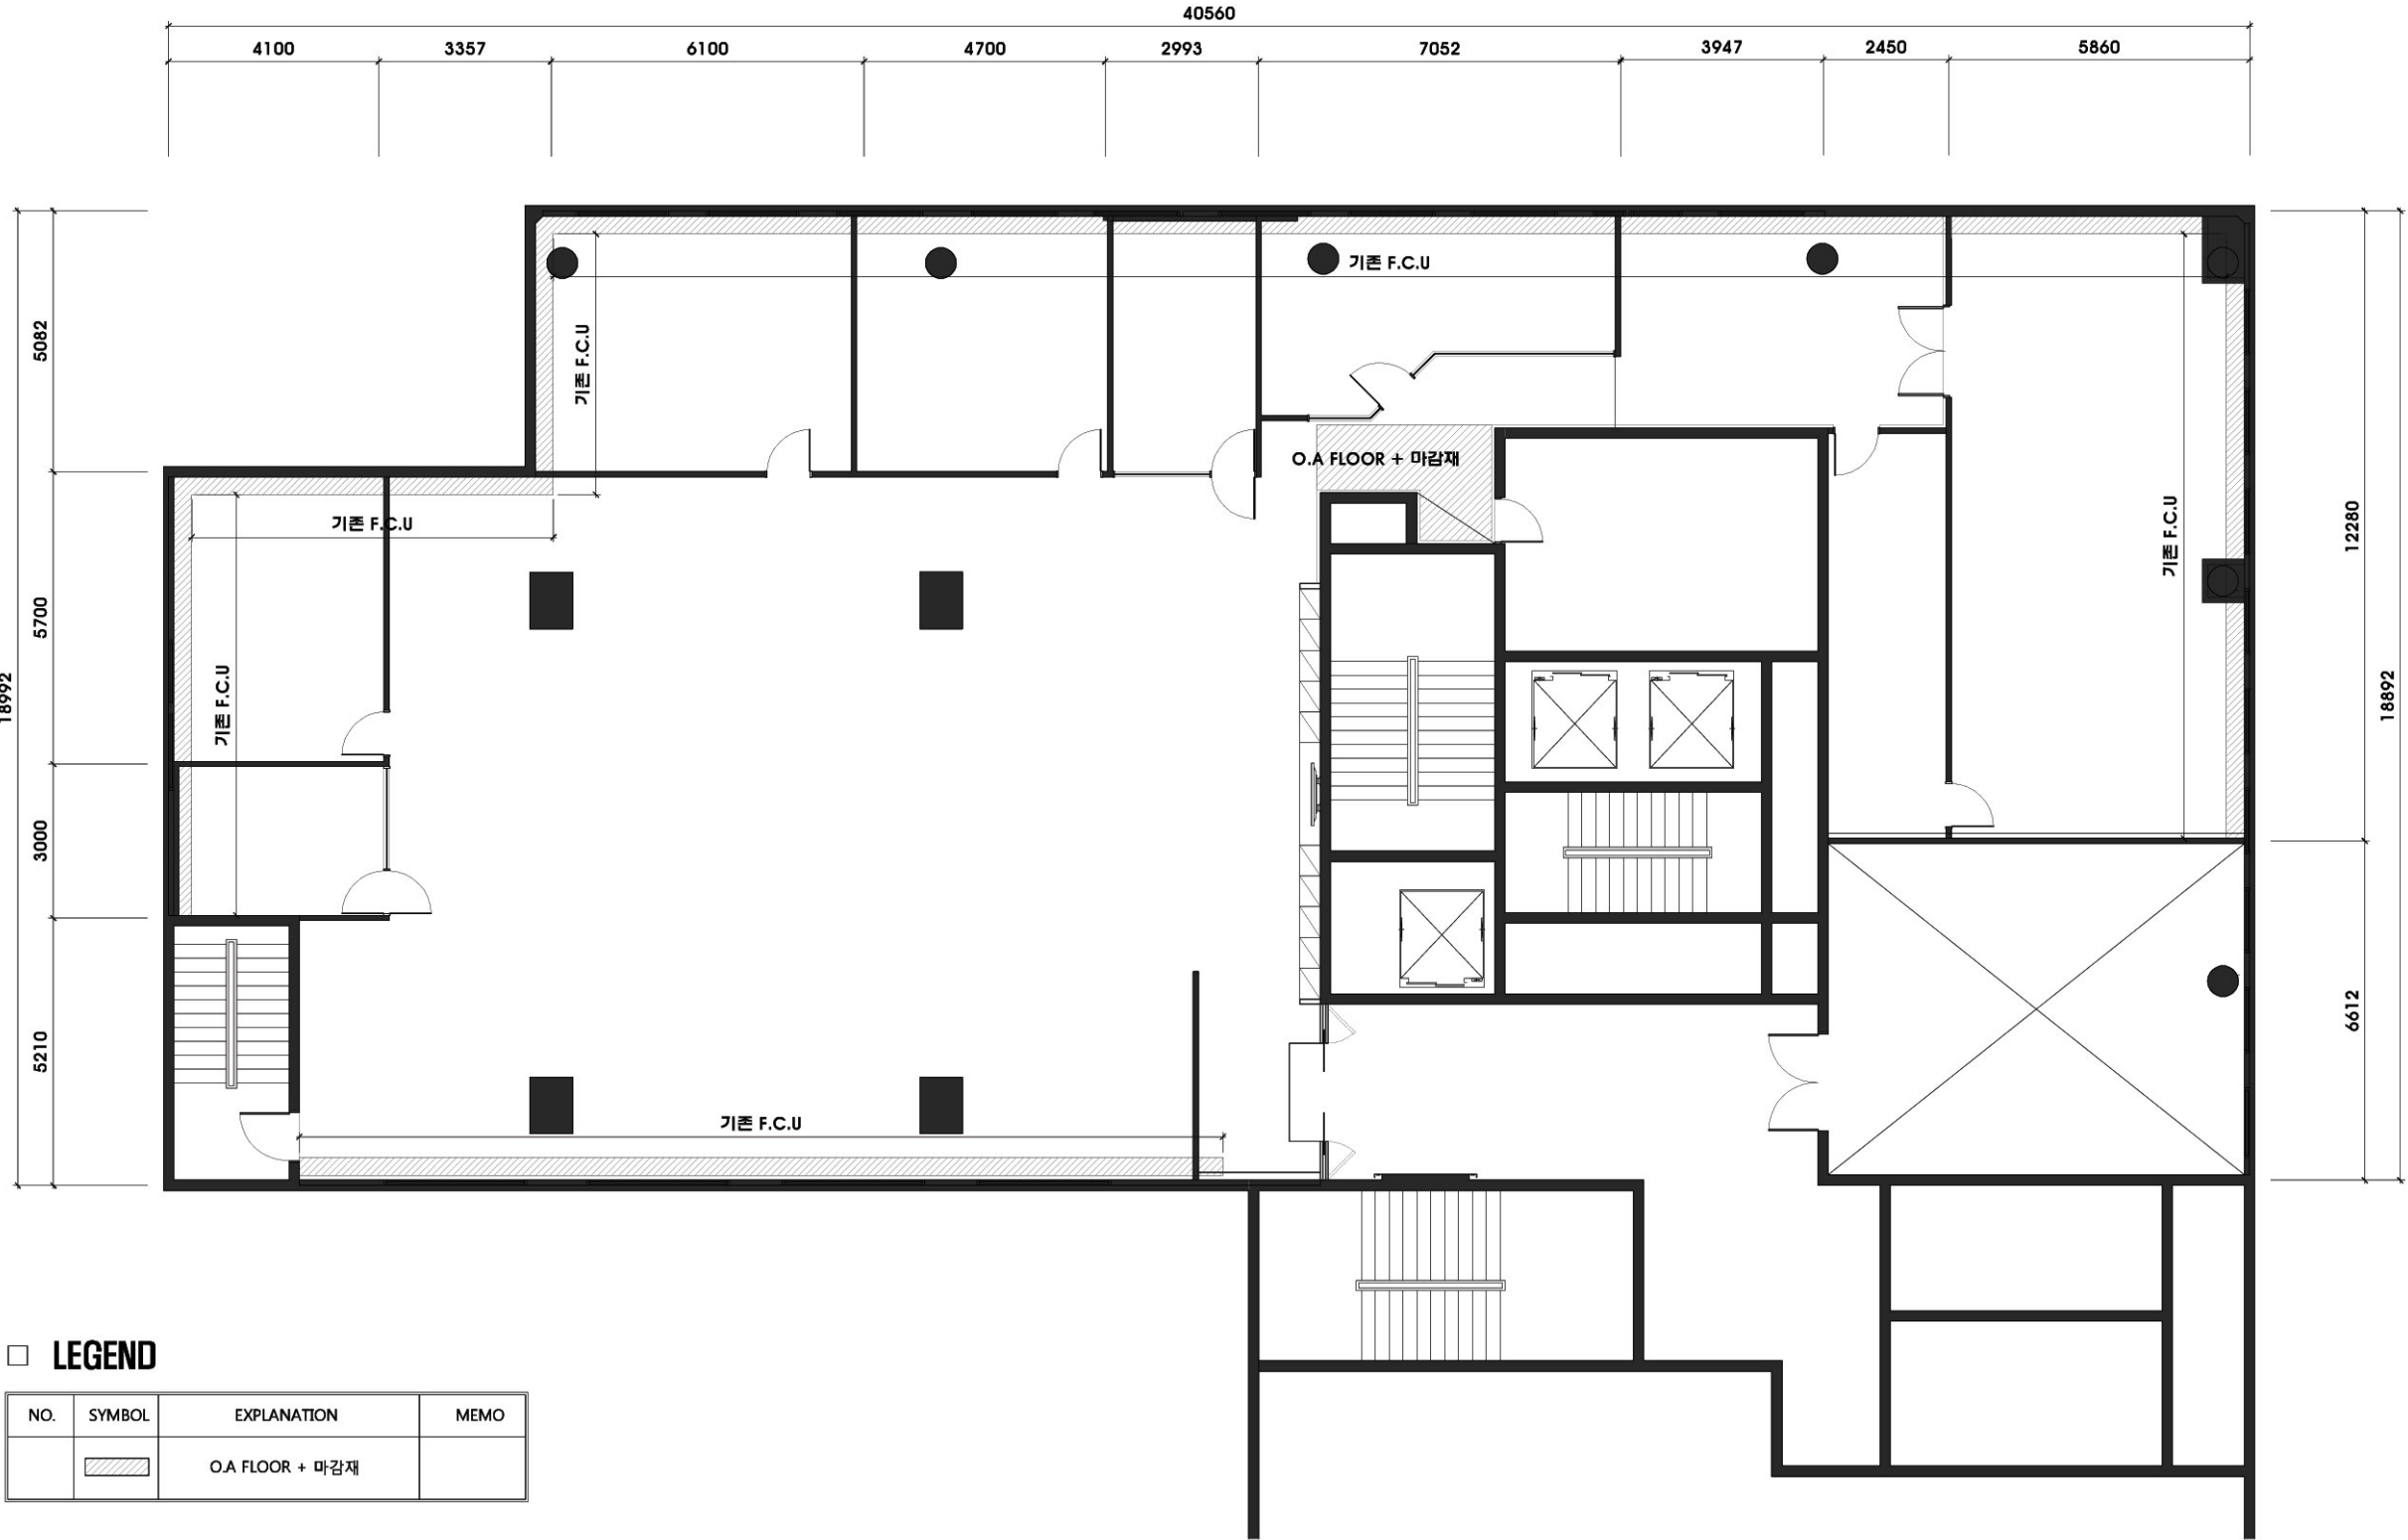 40560
4100
3357
6100
4700
2993
7052
3947
2450
5860
기존 F.C.U
5082
기존 F.C.U
O.A FLOOR + 마감재
기존 F.C.U
기존 F.C.U
12280
5700
기존 F.C.U
18992
18892
3000
6612
5210
기존 F.C.U
LEGEND
NO. SYMBOL EXPLANATION MEMO
O.A FLOOR + 마감재